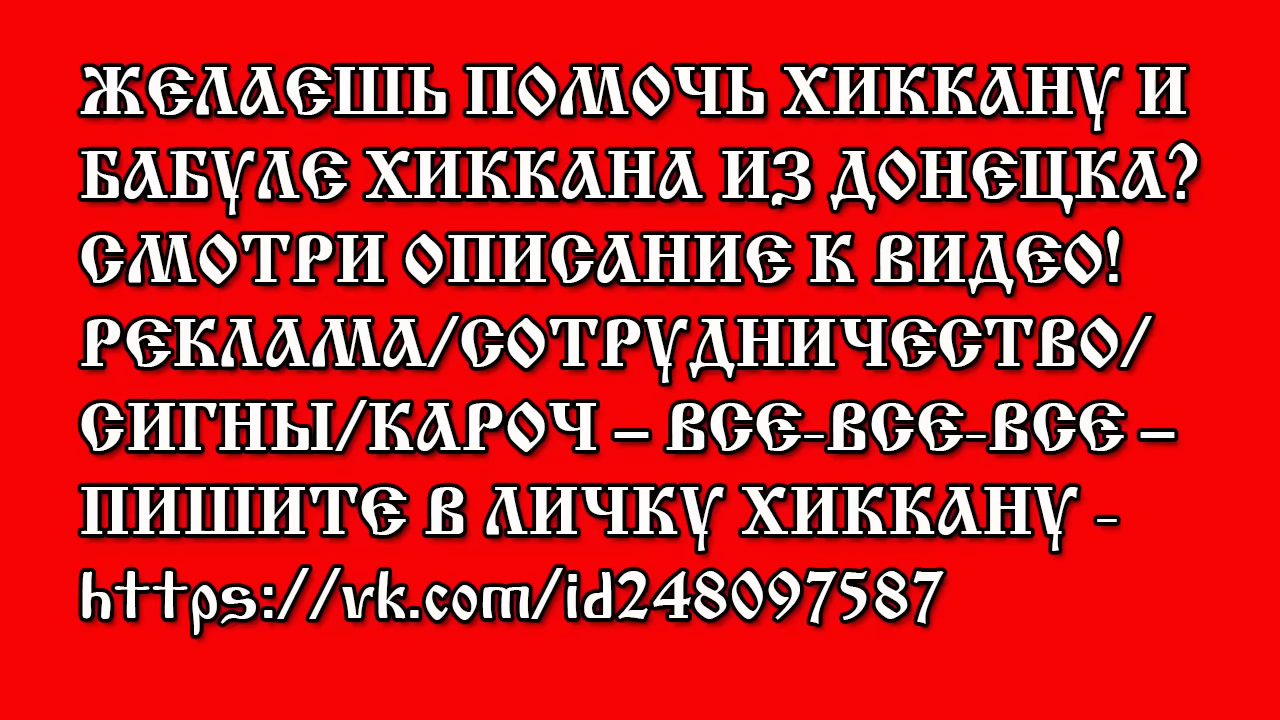 ЖЕЛАЕШЬ ПОМОЧЬ ХИККАНУ И
БАБУЛЕ ХИККАНА ИЗ ДОНЕЦКА?
СМОТРИ ОПИСАНИЕ К ВИДЕО!
РЕКЛАМА/СОТРУДНИЧЕСТВО/
СИГНЫ/КАРОЧ – ВСЕ-ВСЕ-ВСЕ –
ПИШИТЕ В ЛИЧКУ ХИККАНУ -
https://vk.com/id248097587